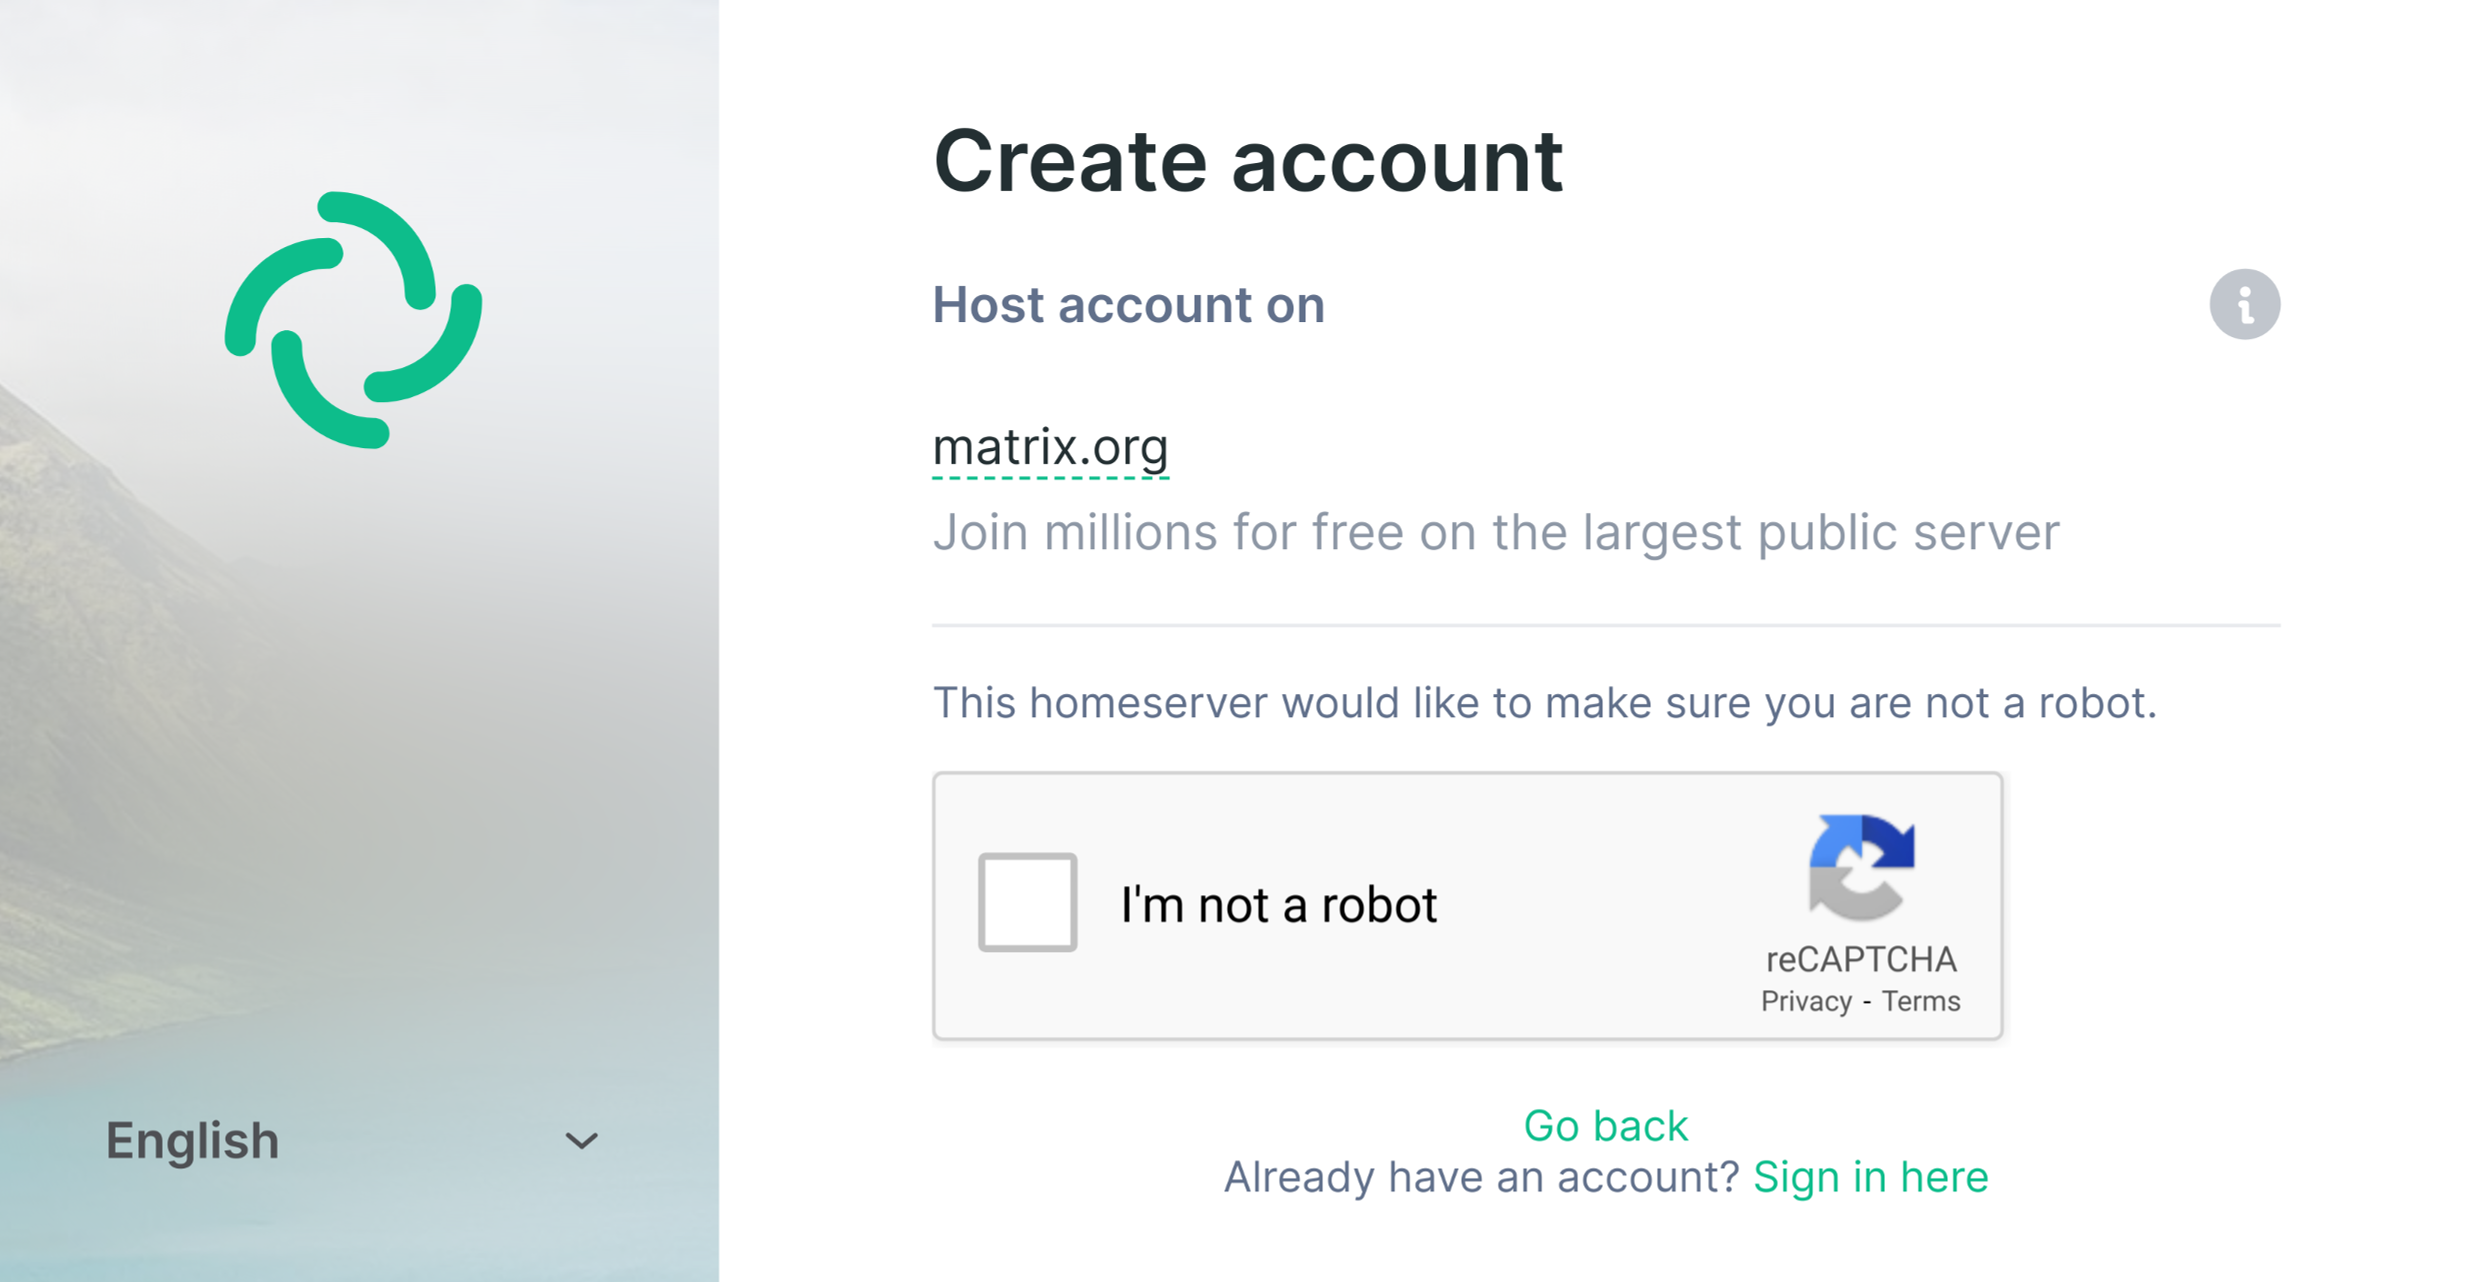 Create account
Host account on
matrix.org
Join millions for free on the largest public server
This homeserver would like to make sure you are not a robot.
I'm not a robot
reCAPTCHA
Privacy - Terms
Go back
Already have an account? Sign in here
English